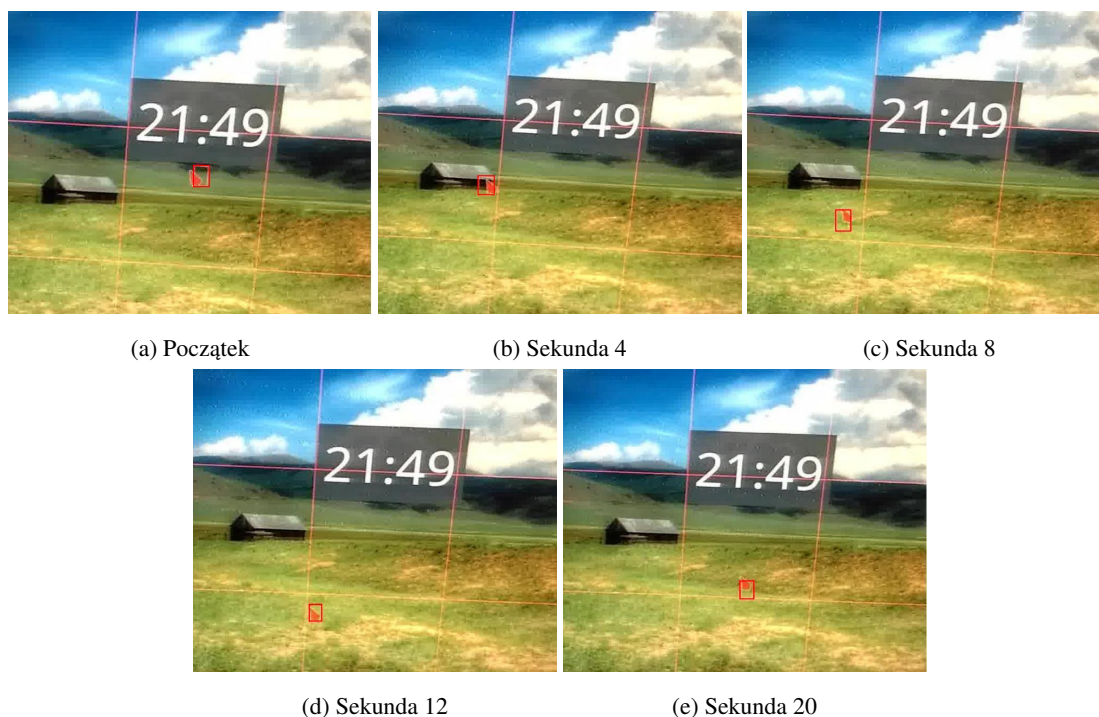 21:49
21:49
21:49
(a) Początek
(b) Sekunda 4
(c) Sekunda 8
21:49
21:49
(d) Sekunda 12
(e) Sekunda 20